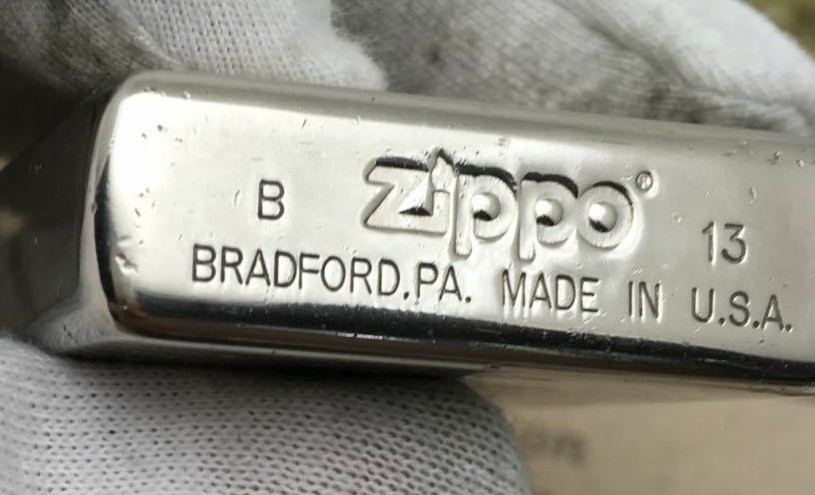 B zippo® 13
BRADFORD,PA. MADE IN U.S.A.